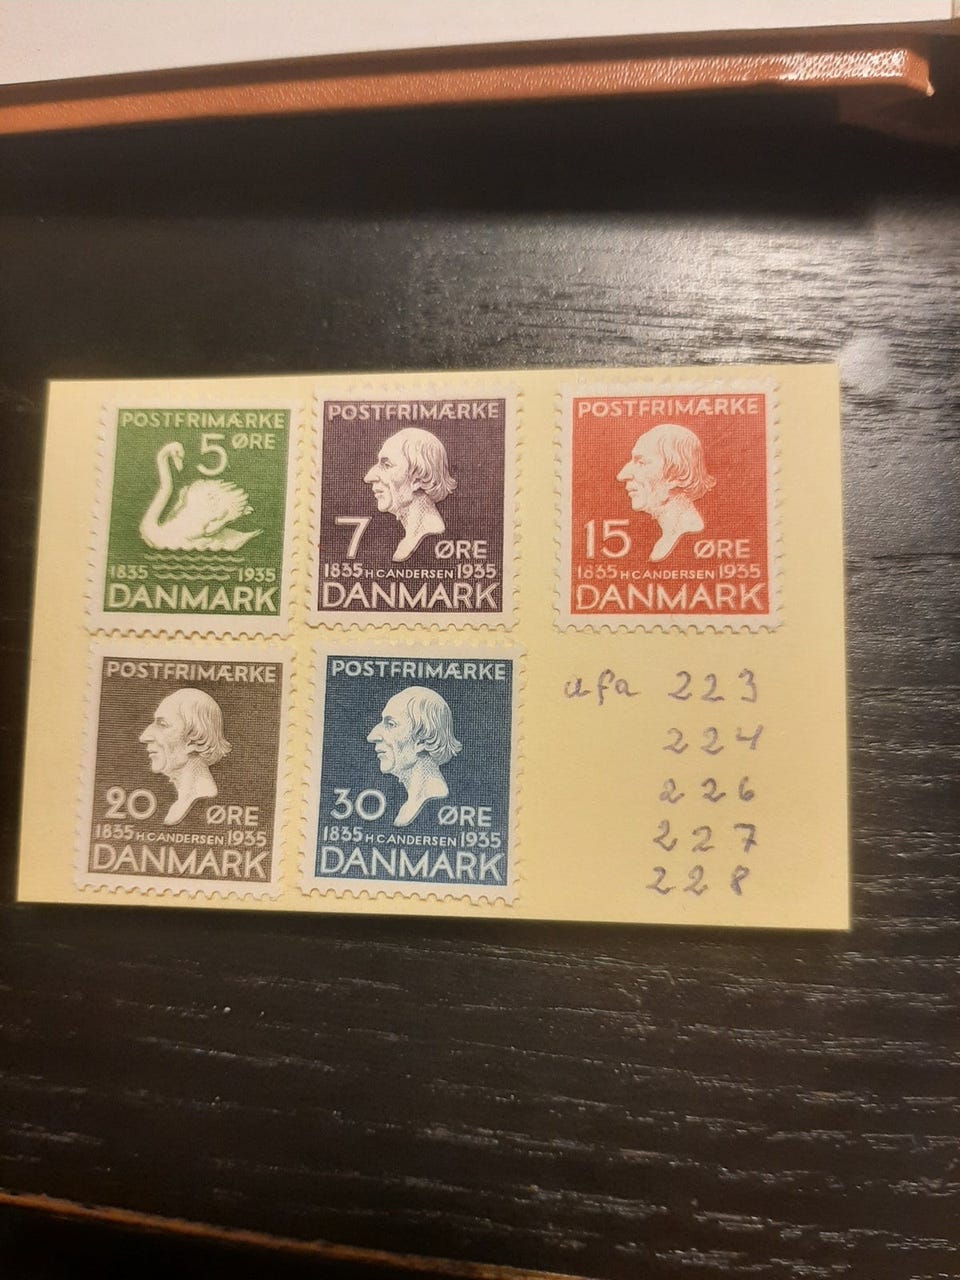 POSTFRIMÆRKE
5 ØRE
1835 1935
DANMARK
POSTFRIMÆRKE
7 ØRE
1835 H C ANDERSEN 1935
DANMARK
POSTFRIMÆRKE
15 ØRE
1835 H C ANDERSEN 1935
DANMARK
POSTFRIMÆRKE
20 ØRE
1835 H C ANDERSEN 1935
DANMARK
POSTFRIMÆRKE
30 ØRE
1835 H C ANDERSEN 1935
DANMARK
afa 223
224
226
227
228